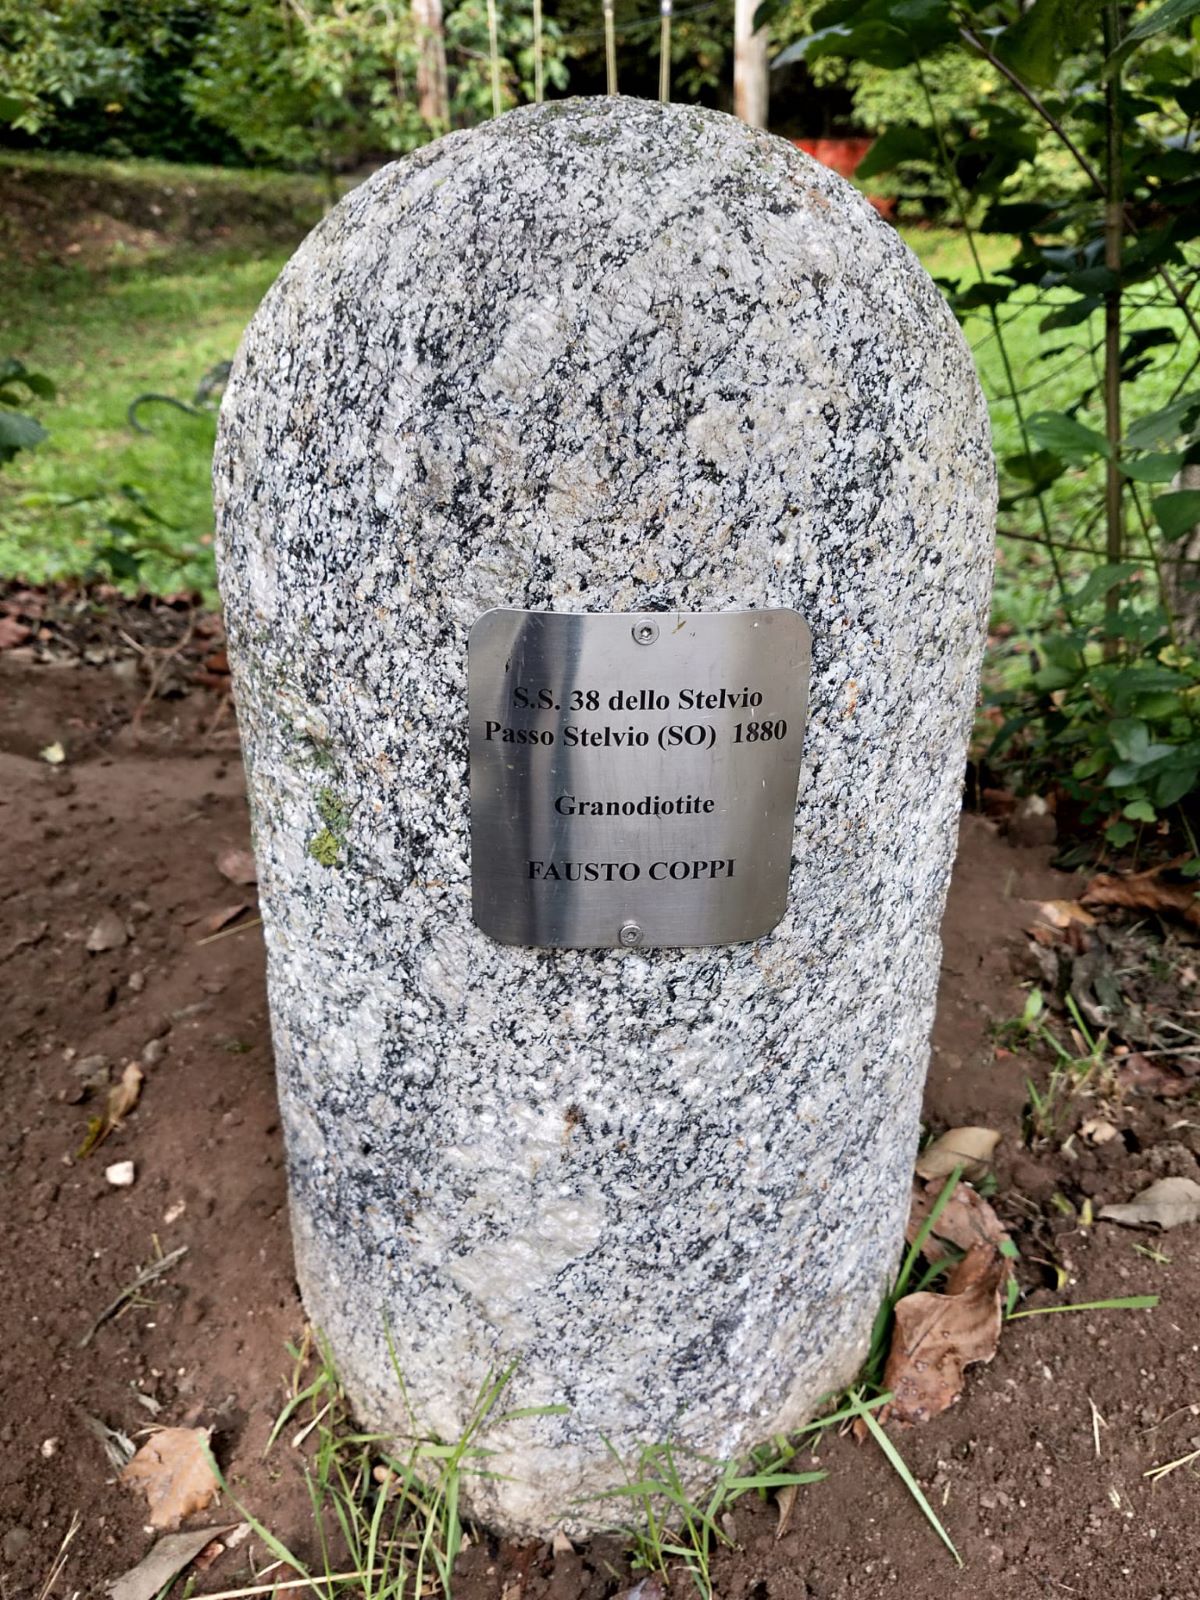 S.S. 38 dello Stelvio
Passo Stelvio (SO) 1880
Granodiotite
FAUSTO COPPI